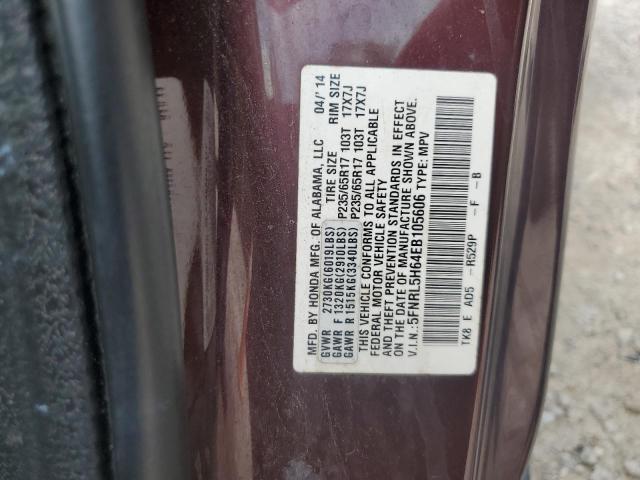 MFD. BY HONDA MFG. OF ALABAMA, LLC 04/'14
GVWR 2730KG(6019LBS) TIRE SIZE RIM SIZE
GAWR F 1320KG(2910LBS) P235/65R17 103T 17X7J
GAWR R 1515KG(3340LBS) P235/65R17 103T 17X7J
THIS VEHICLE CONFORMS TO ALL APPLICABLE
FEDERAL MOTOR VEHICLE SAFETY
AND THEFT PREVENTION STANDARDS IN EFFECT
ON THE DATE OF MANUFACTURE SHOWN ABOVE.
V.I.N.:5FNRL5H64EB105606 TYPE: MPV
TK8 E AD5 -R529P -F -B